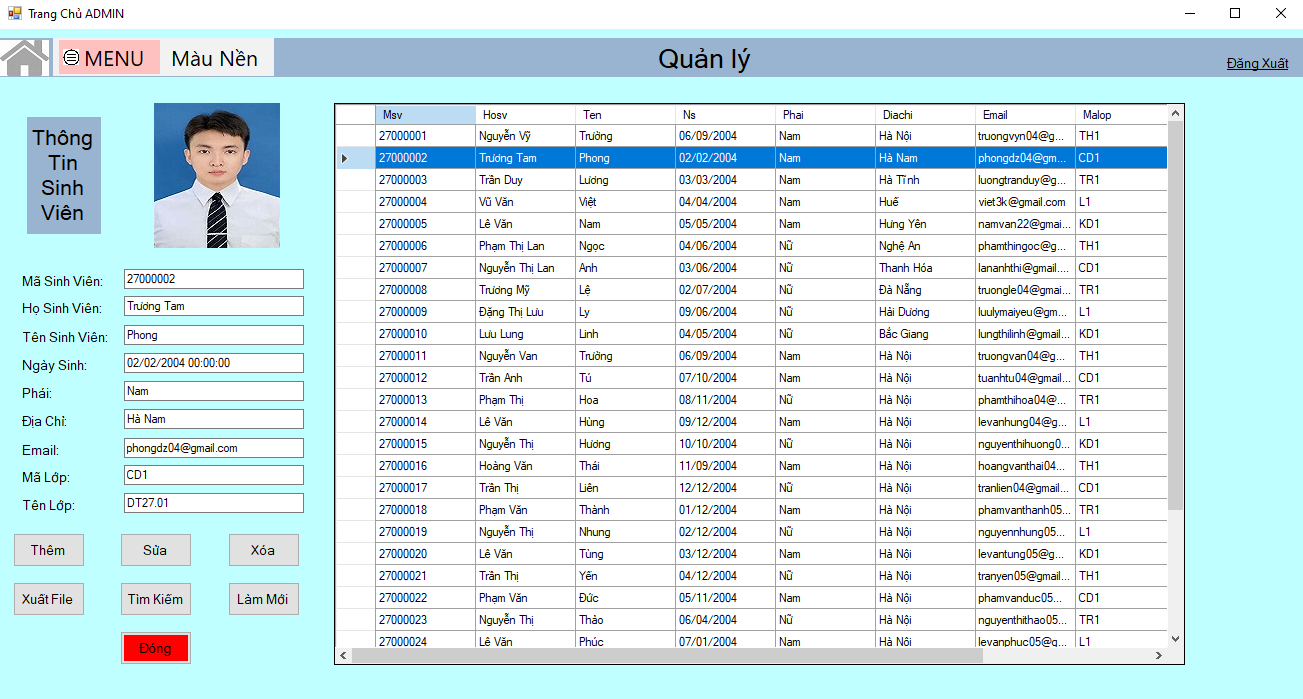 Trang Chủ ADMIN
MENU Màu Nền Quản lý Đăng Xuất
Thông
Tin
Sinh
Viên
Mã Sinh Viên: 27000002
Họ Sinh Viên: Trương Tam
Tên Sinh Viên: Phong
Ngày Sinh: 02/02/2004 00:00:00
Phái: Nam
Địa Chỉ: Hà Nam
Email: phongdz04@gmail.com
Mã Lớp: CD1
Tên Lớp: DT27.01
Thêm Sửa Xóa
Xuất File Tìm Kiếm Làm Mới
Đóng
Msv Hosv Ten Ns Phai Diachi Email Malop
27000001 Nguyễn Vỹ Trường 06/09/2004 Nam Hà Nội truongvyn04@g... TH1
27000002 Trương Tam Phong 02/02/2004 Nam Hà Nam phongdz04@gm... CD1
27000003 Trần Duy Lương 03/03/2004 Nam Hà Tĩnh luongtranduy@g... TR1
27000004 Vũ Văn Việt 04/04/2004 Nam Huế viet3k@gmail.com L1
27000005 Lê Văn Nam 05/05/2004 Nam Hưng Yên namvan22@gmai... KD1
27000006 Phạm Thị Lan Ngọc 04/06/2004 Nữ Nghệ An phamthingoc@g... TH1
27000007 Nguyễn Thị Lan Anh 03/06/2004 Nữ Thanh Hóa lananhthi@gmail.... CD1
27000008 Trương Mỹ Lệ 02/07/2004 Nữ Đà Nẵng truongle04@gmai... TR1
27000009 Đặng Thị Lưu Ly 09/06/2004 Nữ Hải Dương luulymaiyeu@gm... L1
27000010 Lưu Lung Linh 04/05/2004 Nữ Bắc Giang lungthilinh@gmail... KD1
27000011 Nguyễn Van Trường 06/09/2004 Nam Hà Nội truongvan04@g... TH1
27000012 Trần Anh Tú 07/10/2004 Nam Hà Nội tuanhtu04@gmail... CD1
27000013 Phạm Thị Hoa 08/11/2004 Nữ Hà Nội phamthihoa04@... TR1
27000014 Lê Văn Hùng 09/12/2004 Nam Hà Nội levanhung04@g... L1
27000015 Nguyễn Thị Hương 10/10/2004 Nữ Hà Nội nguyenthihuong0... KD1
27000016 Hoàng Văn Thái 11/09/2004 Nam Hà Nội hoangvanthai04... TH1
27000017 Trần Thị Liên 12/12/2004 Nữ Hà Nội tranlien04@gmail... CD1
27000018 Phạm Văn Thành 01/12/2004 Nam Hà Nội phamvanthanh05... TR1
27000019 Nguyễn Thị Nhung 02/12/2004 Nữ Hà Nội nguyennhung05... L1
27000020 Lê Văn Tùng 03/12/2004 Nam Hà Nội levantung05@g... KD1
27000021 Trần Thị Yến 04/12/2004 Nữ Hà Nội tranyen05@gmail... TH1
27000022 Phạm Văn Đức 05/11/2004 Nam Hà Nội phamvanduc05... CD1
27000023 Nguyễn Thị Thảo 06/04/2004 Nữ Hà Nội nguyenthithao05... TR1
27000024 Lê Văn Phúc 07/01/2004 Nam Hà Nội levanphuc05@g... L1